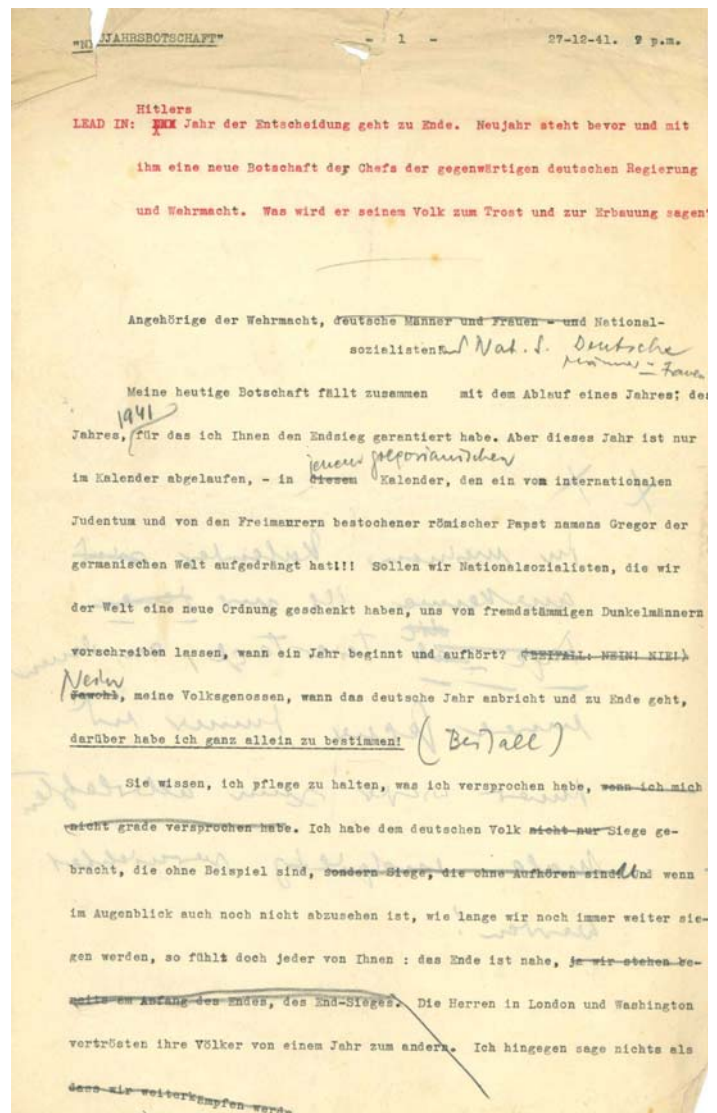 "NEUJAHRSBOTSCHAFT" - 1 - 27-12-41. 9 p.m.
Hitlers
LEAD IN: Jahr der Entscheidung geht zu Ende. Neujahr steht bevor und mit
ihm eine neue Botschaft des Chefs der gegenwärtigen deutschen Regierung
und Wehrmacht. Was wird er seinem Volk zum Trost und zur Erbauung sagen?
Angehörige der Wehrmacht, deutsche Männer und Frauen - und National-
sozialisten und Nat. S. Deutsche
Männer - Frauen
Meine heutige Botschaft fällt zusammen mit dem Ablauf eines Jahres; des
1941
Jahres, für das ich Ihnen den Endsieg garantiert habe. Aber dieses Jahr ist nur
jenem gregorianischen
im Kalender abgelaufen, - in diesem Kalender, den ein vom internationalen
Judentum und von den Freimaurern bestochener römischer Papst namens Gregor der
germanischen Welt aufgedrängt hat!!! Sollen wir Nationalsozialisten, die wir
der Welt eine neue Ordnung geschenkt haben, uns von fremdstämmigen Dunkelmännern
vorschreiben lassen, wann ein Jahr beginnt und aufhört? (BEIFALL: NEIN! NIE!)
Nein
Jawohl, meine Volksgenossen, wann das deutsche Jahr anbricht und zu Ende geht,
darüber habe ich ganz allein zu bestimmen! (Beifall)
Sie wissen, ich pflege zu halten, was ich versprochen habe, wenn ich mich
nicht grade versprochen habe. Ich habe dem deutschen Volk nicht nur Siege ge-
bracht, die ohne Beispiel sind, sondern Siege, die ohne Aufhören sind. Und wenn
im Augenblick auch noch nicht abzusehen ist, wie lange wir noch immer weiter sie-
gen werden, so fühlt doch jeder von Ihnen : das Ende ist nahe, ja wir stehen be-
reits am Anfang des Endes, des End-Sieges. Die Herren in London und Washington
vertrösten ihre Völker von einem Jahr zum andern. Ich hingegen sage nichts als
dass wir weiterkämpfen